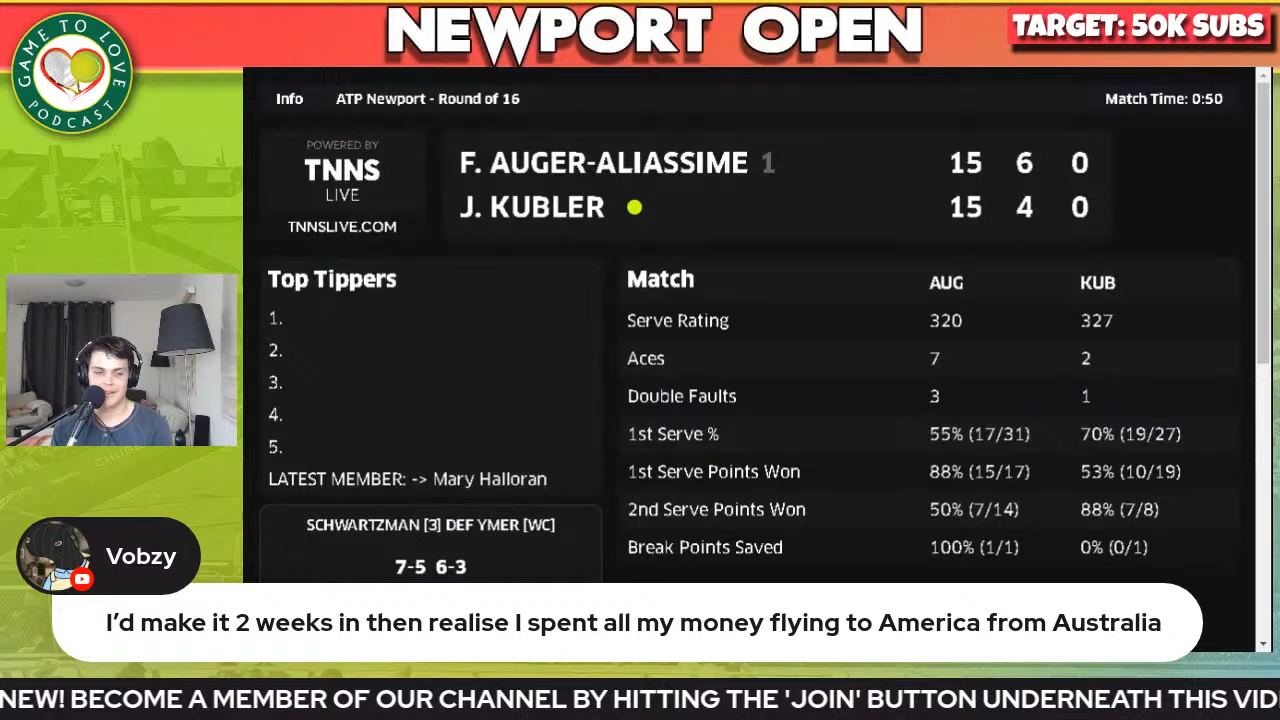 NEWPORT OPEN
TARGET: 50K SUBS
GAME TO LOVE
PODCAST
Info ATP Newport - Round of 16 Match Time: 0:50
POWERED BY
TNNS
LIVE
TNNSLIVE.COM
F. AUGER-ALIASSIME 1 15 6 0
J. KUBLER 15 4 0
Top Tippers
1.
2.
3.
4.
5.
LATEST MEMBER: -> Mary Halloran
SCHWARTZMAN [3] DEF YMER [WC]
7-5 6-3
Match AUG KUB
Serve Rating 320 327
Aces 7 2
Double Faults 3 1
1st Serve % 55% (17/31) 70% (19/27)
1st Serve Points Won 88% (15/17) 53% (10/19)
2nd Serve Points Won 50% (7/14) 88% (7/8)
Break Points Saved 100% (1/1) 0% (0/1)
Vobzy
I’d make it 2 weeks in then realise I spent all my money flying to America from Australia
NEW! BECOME A MEMBER OF OUR CHANNEL BY HITTING THE 'JOIN' BUTTON UNDERNEATH THIS VID